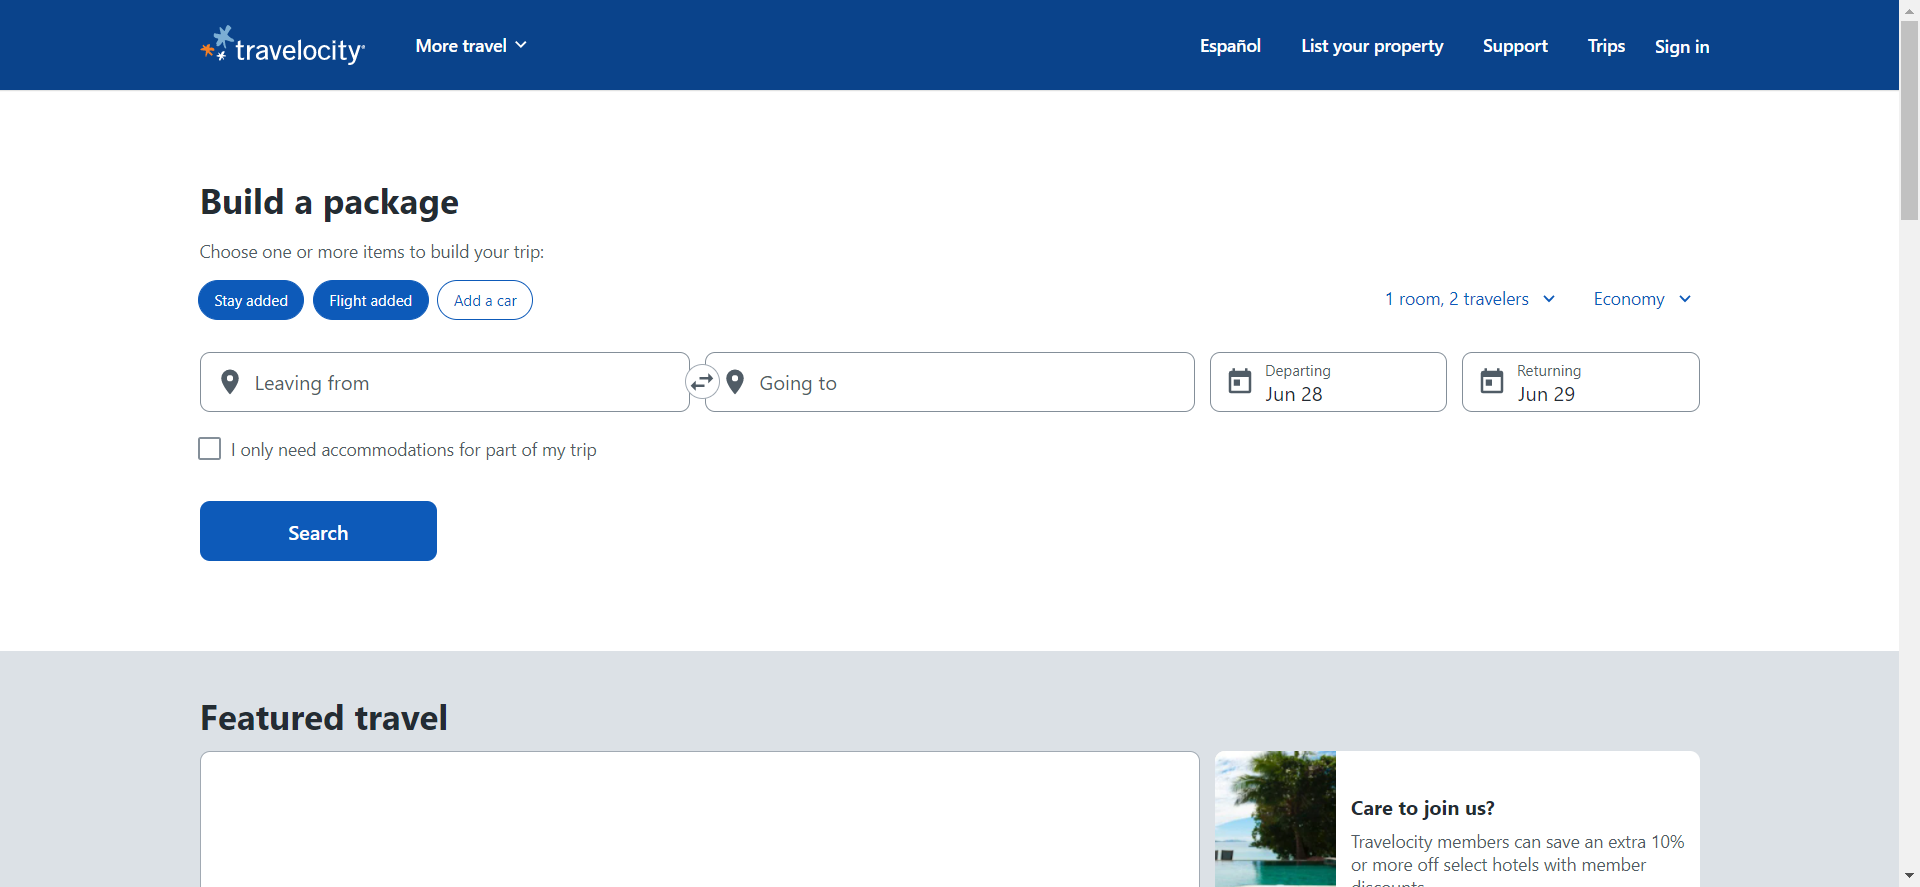 travelocity
More travel
Español
List your property
Support
Trips
Sign in
Build a package
Choose one or more items to build your trip:
Stay added
Flight added
Add a car
1 room, 2 travelers
Economy
Leaving from
Going to
Departing
Jun 28
Returning
Jun 29
I only need accommodations for part of my trip
Search
Featured travel
Care to join us?
Travelocity members can save an extra 10%
or more off select hotels with member
discounts